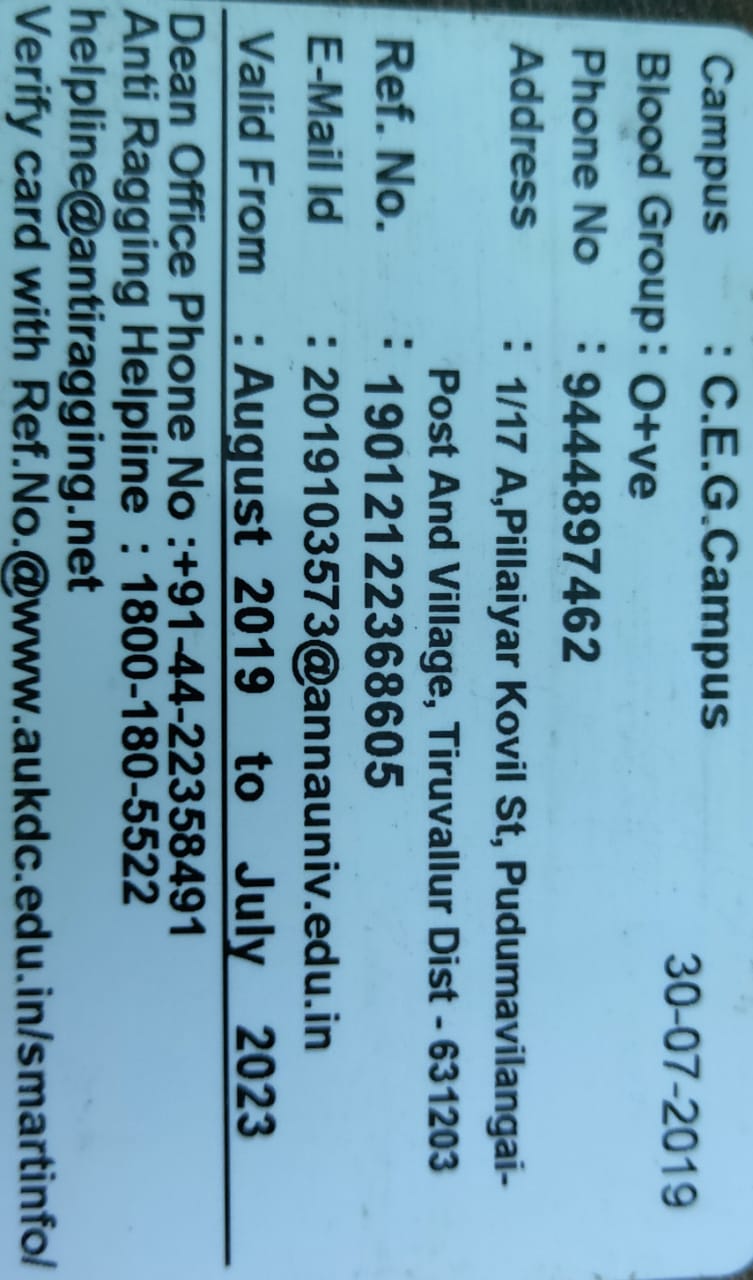 30-07-2019
Campus : C.E.G.Campus
Blood Group : O+ve
Phone No : 9444897462
Address : 1/17 A,Pillaiyar Kovil St, Pudumavilangai-
Post And Village, Tiruvallur Dist - 631203
Ref. No. : 19012122368605
E-Mail Id : 2019103573@annauniv.edu.in
Valid From : August 2019 to July 2023
Dean Office Phone No :+91-44-22358491
Anti Ragging Helpline : 1800-180-5522
helpline@antiragging.net
Verify card with Ref.No.@www.aukdc.edu.in/smartinfo/